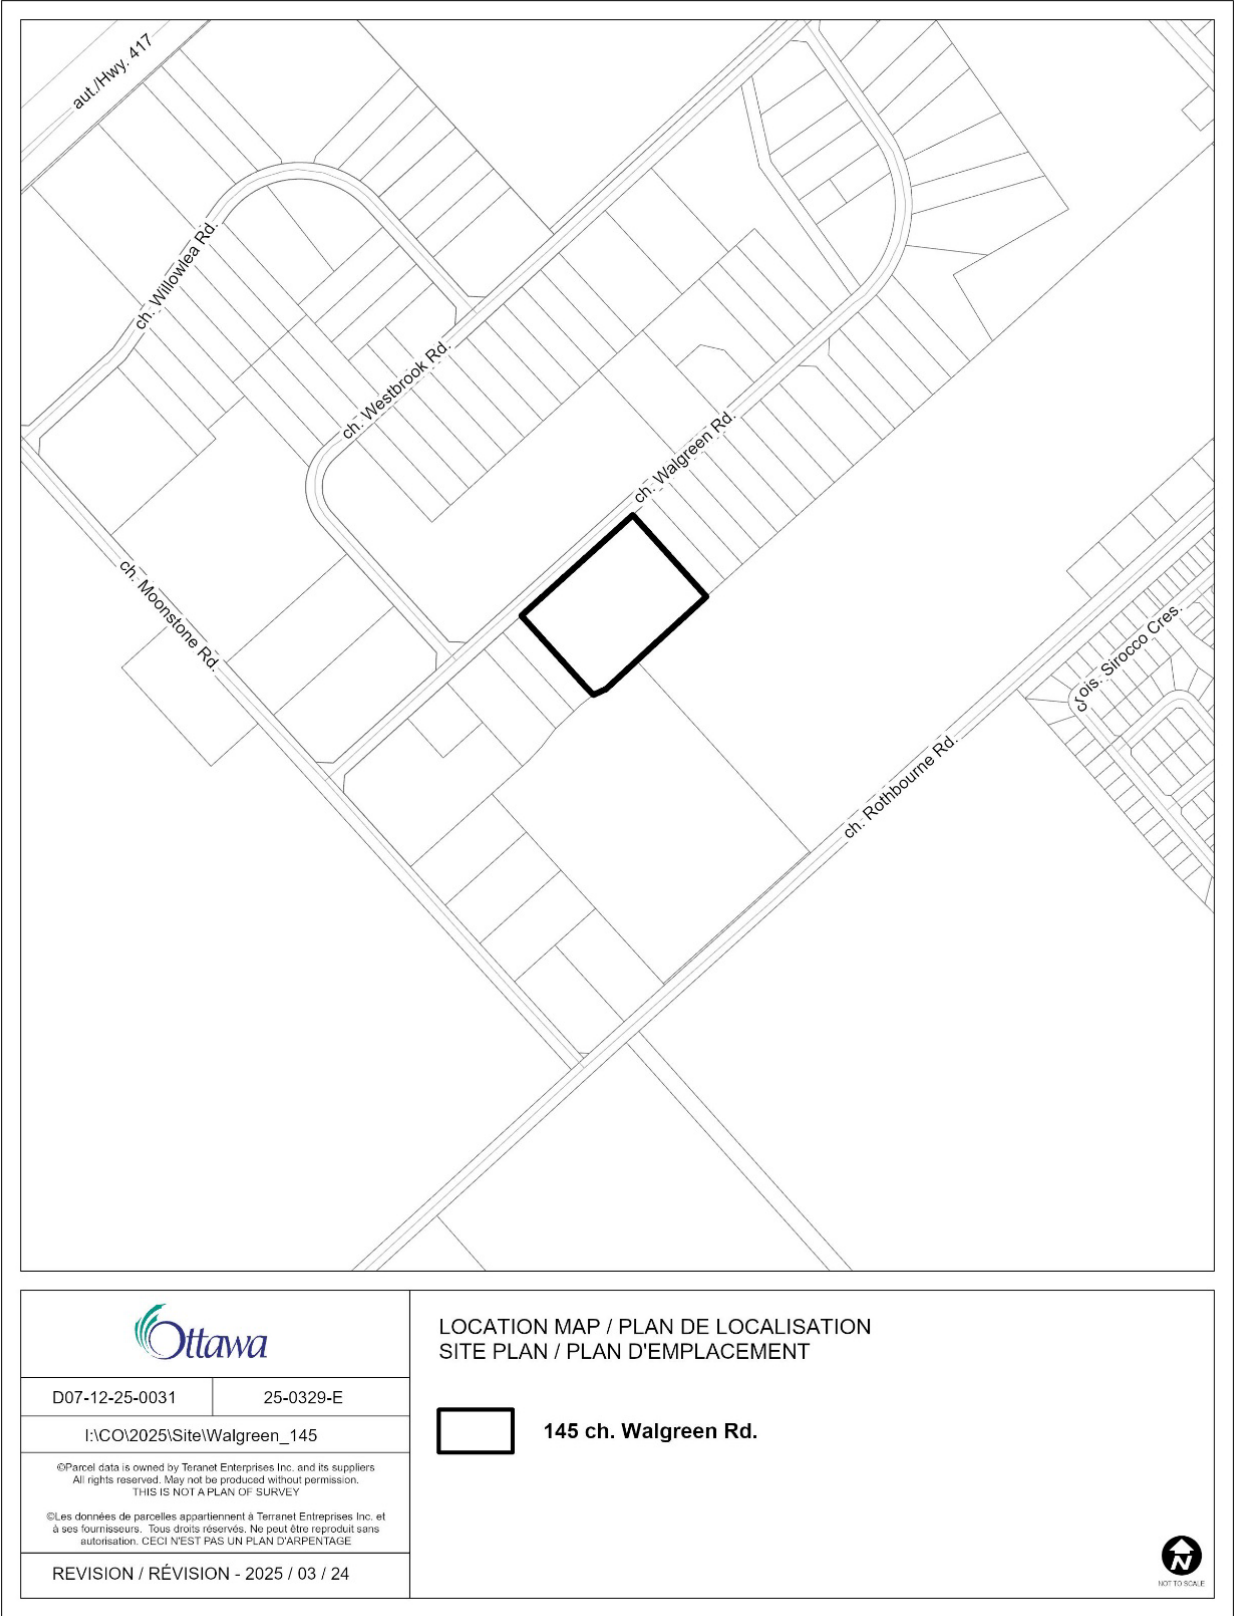 aut./Hwy. 417
ch. Willowlea Rd.
ch. Westbrook Rd.
ch. Walgreen Rd.
ch. Moonstone Rd.
crois. Sirocco Cres.
ch. Rothbourne Rd.
Ottawa
D07-12-25-0031
25-0329-E
I:\CO\2025\Site\Walgreen_145
©Parcel data is owned by Teranet Enterprises Inc. and its suppliers
All rights reserved. May not be produced without permission.
THIS IS NOT A PLAN OF SURVEY
©Les données de parcelles appartiennent à Terranet Entreprises Inc. et
à ses fournisseurs. Tous droits réservés. Ne peut être reproduit sans
autorisation. CECI N'EST PAS UN PLAN D'ARPENTAGE
REVISION / RÉVISION - 2025 / 03 / 24
LOCATION MAP / PLAN DE LOCALISATION
SITE PLAN / PLAN D'EMPLACEMENT
145 ch. Walgreen Rd.
N
NOT TO SCALE